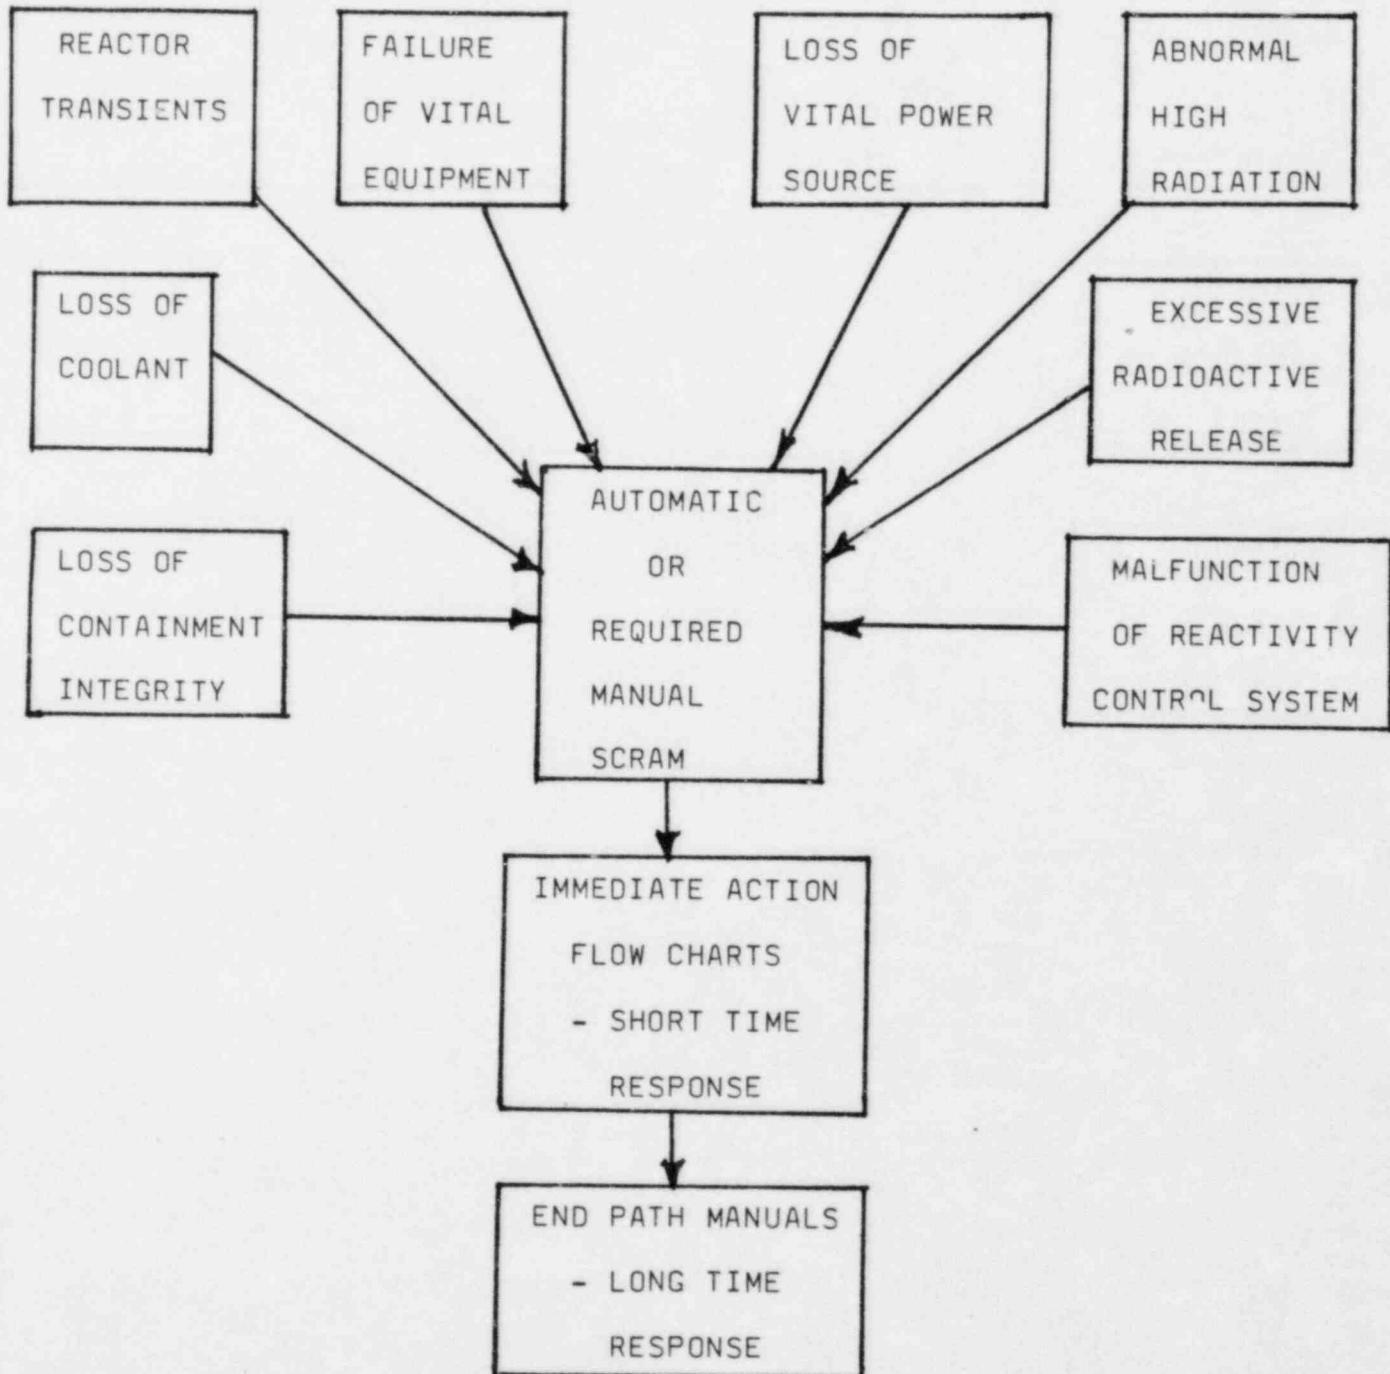 REACTOR
TRANSIENTS
FAILURE
OF VITAL
EQUIPMENT
LOSS OF
VITAL POWER
SOURCE
ABNORMAL
HIGH
RADIATION
LOSS OF
COOLANT
EXCESSIVE
RADIOACTIVE
RELEASE
LOSS OF
CONTAINMENT
INTEGRITY
AUTOMATIC
OR
REQUIRED
MANUAL
SCRAM
MALFUNCTION
OF REACTIVITY
CONTROL SYSTEM
IMMEDIATE ACTION
FLOW CHARTS
- SHORT TIME
RESPONSE
END PATH MANUALS
- LONG TIME
RESPONSE